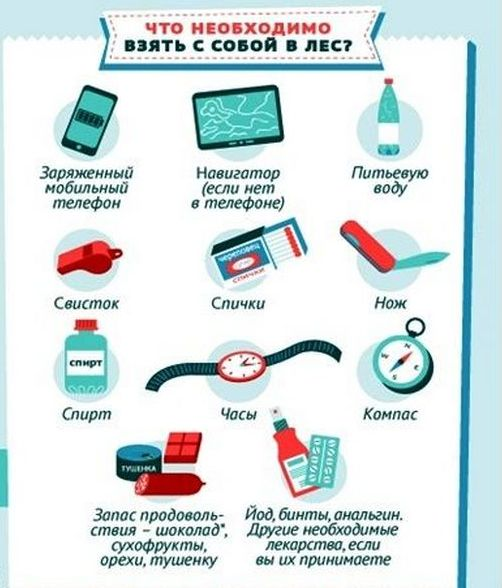 ЧТО НЕОБХОДИМО
ВЗЯТЬ С СОБОЙ В ЛЕС?
Заряженный
мобильный
телефон
Навигатор
(если нет
в телефоне)
Питьевую
воду
Свисток
СПИЧКИ
Спички
Нож
спирт
Спирт
Часы
N
E
S
W
Компас
ТУШЕНКА
Запас продоволь-
ствия – шоколад*,
сухофрукты,
орехи, тушенку
Йод, бинты, анальгин.
Другие необходимые
лекарства, если
вы их принимаете